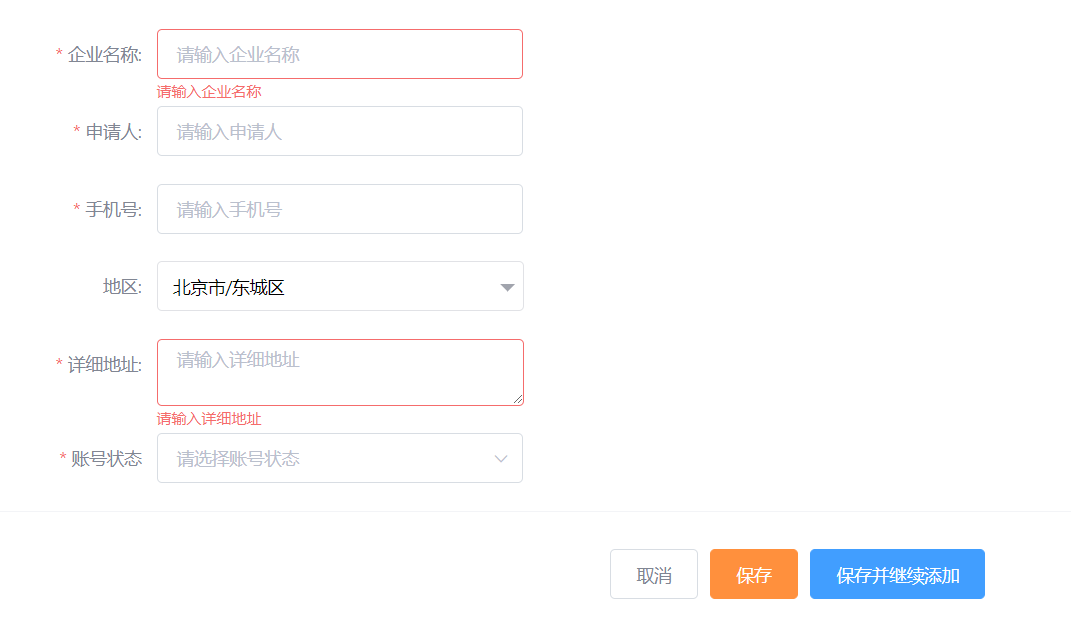 * 企业名称: 请输入企业名称
请输入企业名称
* 申请人: 请输入申请人
* 手机号: 请输入手机号
地区: 北京市/东城区
* 详细地址: 请输入详细地址
请输入详细地址
* 账号状态 请选择账号状态
取消 保存 保存并继续添加